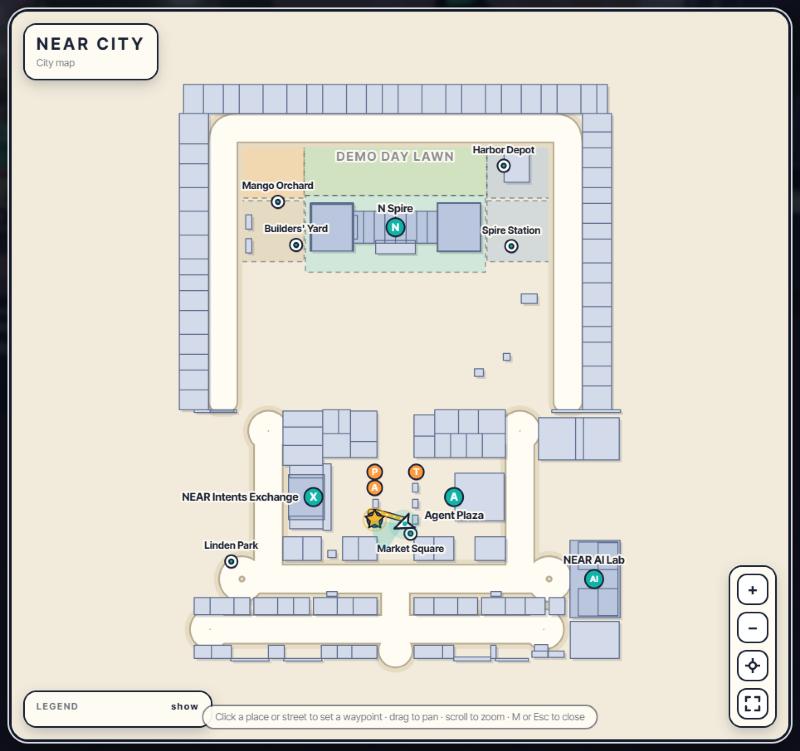 NEAR CITY
City map
DEMO DAY LAWN
Harbor Depot
Mango Orchard
N Spire
N
Builders' Yard
Spire Station
P
T
A
NEAR Intents Exchange
X
A
Agent Plaza
Market Square
Linden Park
NEAR AI Lab
AI
+
−
LEGEND
show
Click a place or street to set a waypoint · drag to pan · scroll to zoom · M or Esc to close